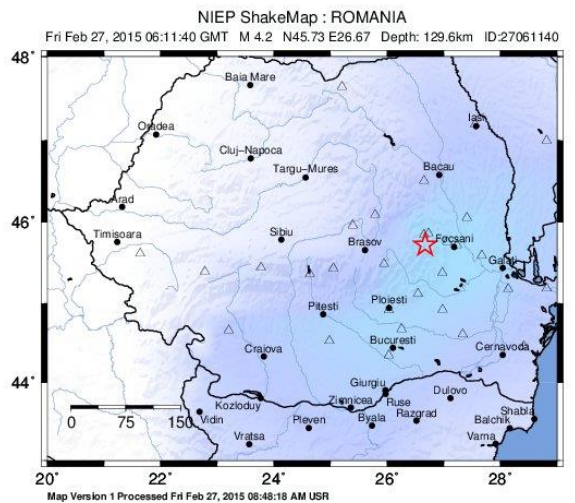 NIEP ShakeMap : ROMANIA
Fri Feb 27, 2015 06:11:40 GMT M 4.2 N45.73 E26.67 Depth: 129.6km ID:27061140
48°
Baia Mare
Iasi
Oradea
Cluj-Napoca
Targu-Mures
Bacau
Arad
46°
Timisoara
Sibiu
Brasov
Focsani
Galati
Pitesti
Ploiesti
Craiova
Bucuresti
Cernavoda
44°
Giurgiu
Kozloduy
Zimnicea
Ruse
Dulovo
0 75 150
Vidin
Pleven
Byala
Razgrad
Shabla
Balchik
Vratsa
Varna
20° 22° 24° 26° 28°
Map Version 1 Processed Fri Feb 27, 2015 08:48:18 AM USR